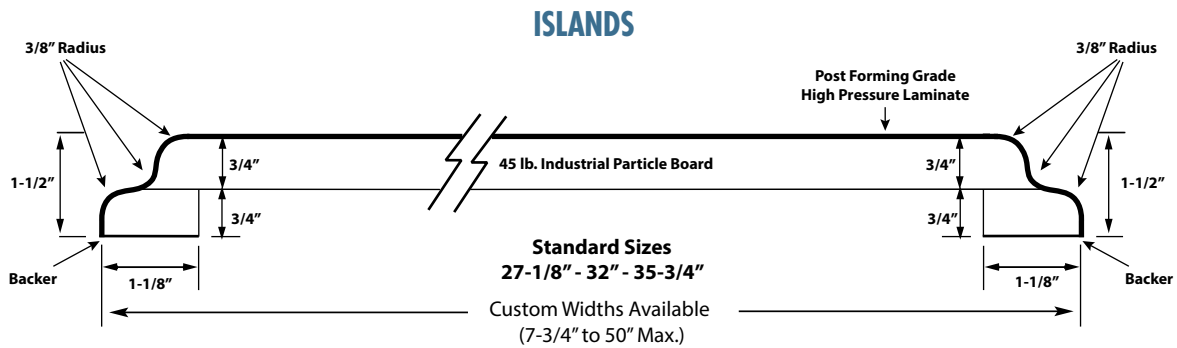 ISLANDS
3/8” Radius
3/8” Radius
Post Forming Grade
High Pressure Laminate
3/4”
45 lb. Industrial Particle Board
3/4”
1-1/2”
1-1/2”
3/4”
3/4”
Standard Sizes
27-1/8” - 32” - 35-3/4”
Backer
Backer
1-1/8”
1-1/8”
Custom Widths Available
(7-3/4” to 50” Max.)